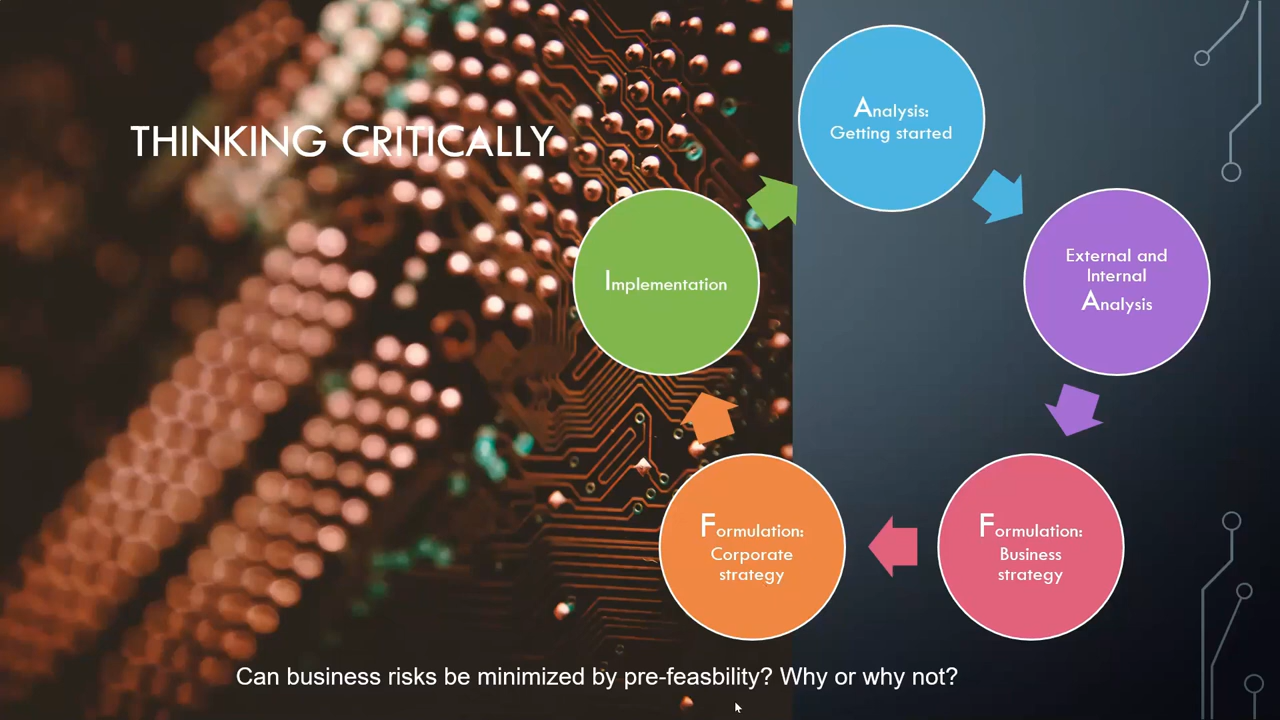 THINKING CRITICALLY
Analysis:
Getting started
External and
Internal
Analysis
Formulation:
Business
strategy
Formulation:
Corporate
strategy
Implementation
Can business risks be minimized by pre-feasbility? Why or why not?